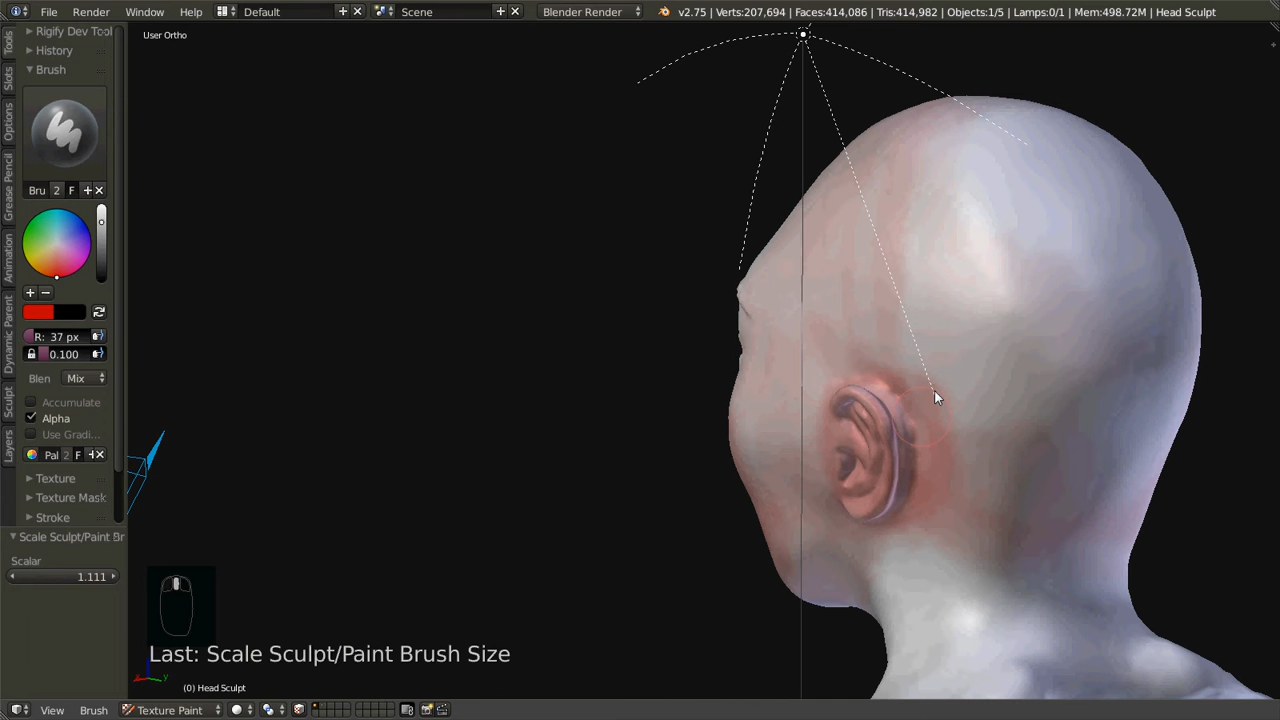 File Render Window Help Default Scene Blender Render v2.75 | Verts:207,694 | Faces:414,086 | Tris:414,982 | Objects:1/5 | Lamps:0/1 | Mem:498.72M | Head Sculpt
User Ortho
Tools
Slots
Options
Grease Pencil
Animation
Dynamic Parent
Sculpt
Layers
Rigify Dev Tool
History
Brush
Bru 2 F
R: 37 px
0.100
Blen Mix
Accumulate
Alpha
Use Gradi...
Pal 2 F
Texture
Texture Mask
Stroke
Scale Sculpt/Paint Br
Scalar
1.111
Last: Scale Sculpt/Paint Brush Size
x y
(0) Head Sculpt
View Brush Texture Paint